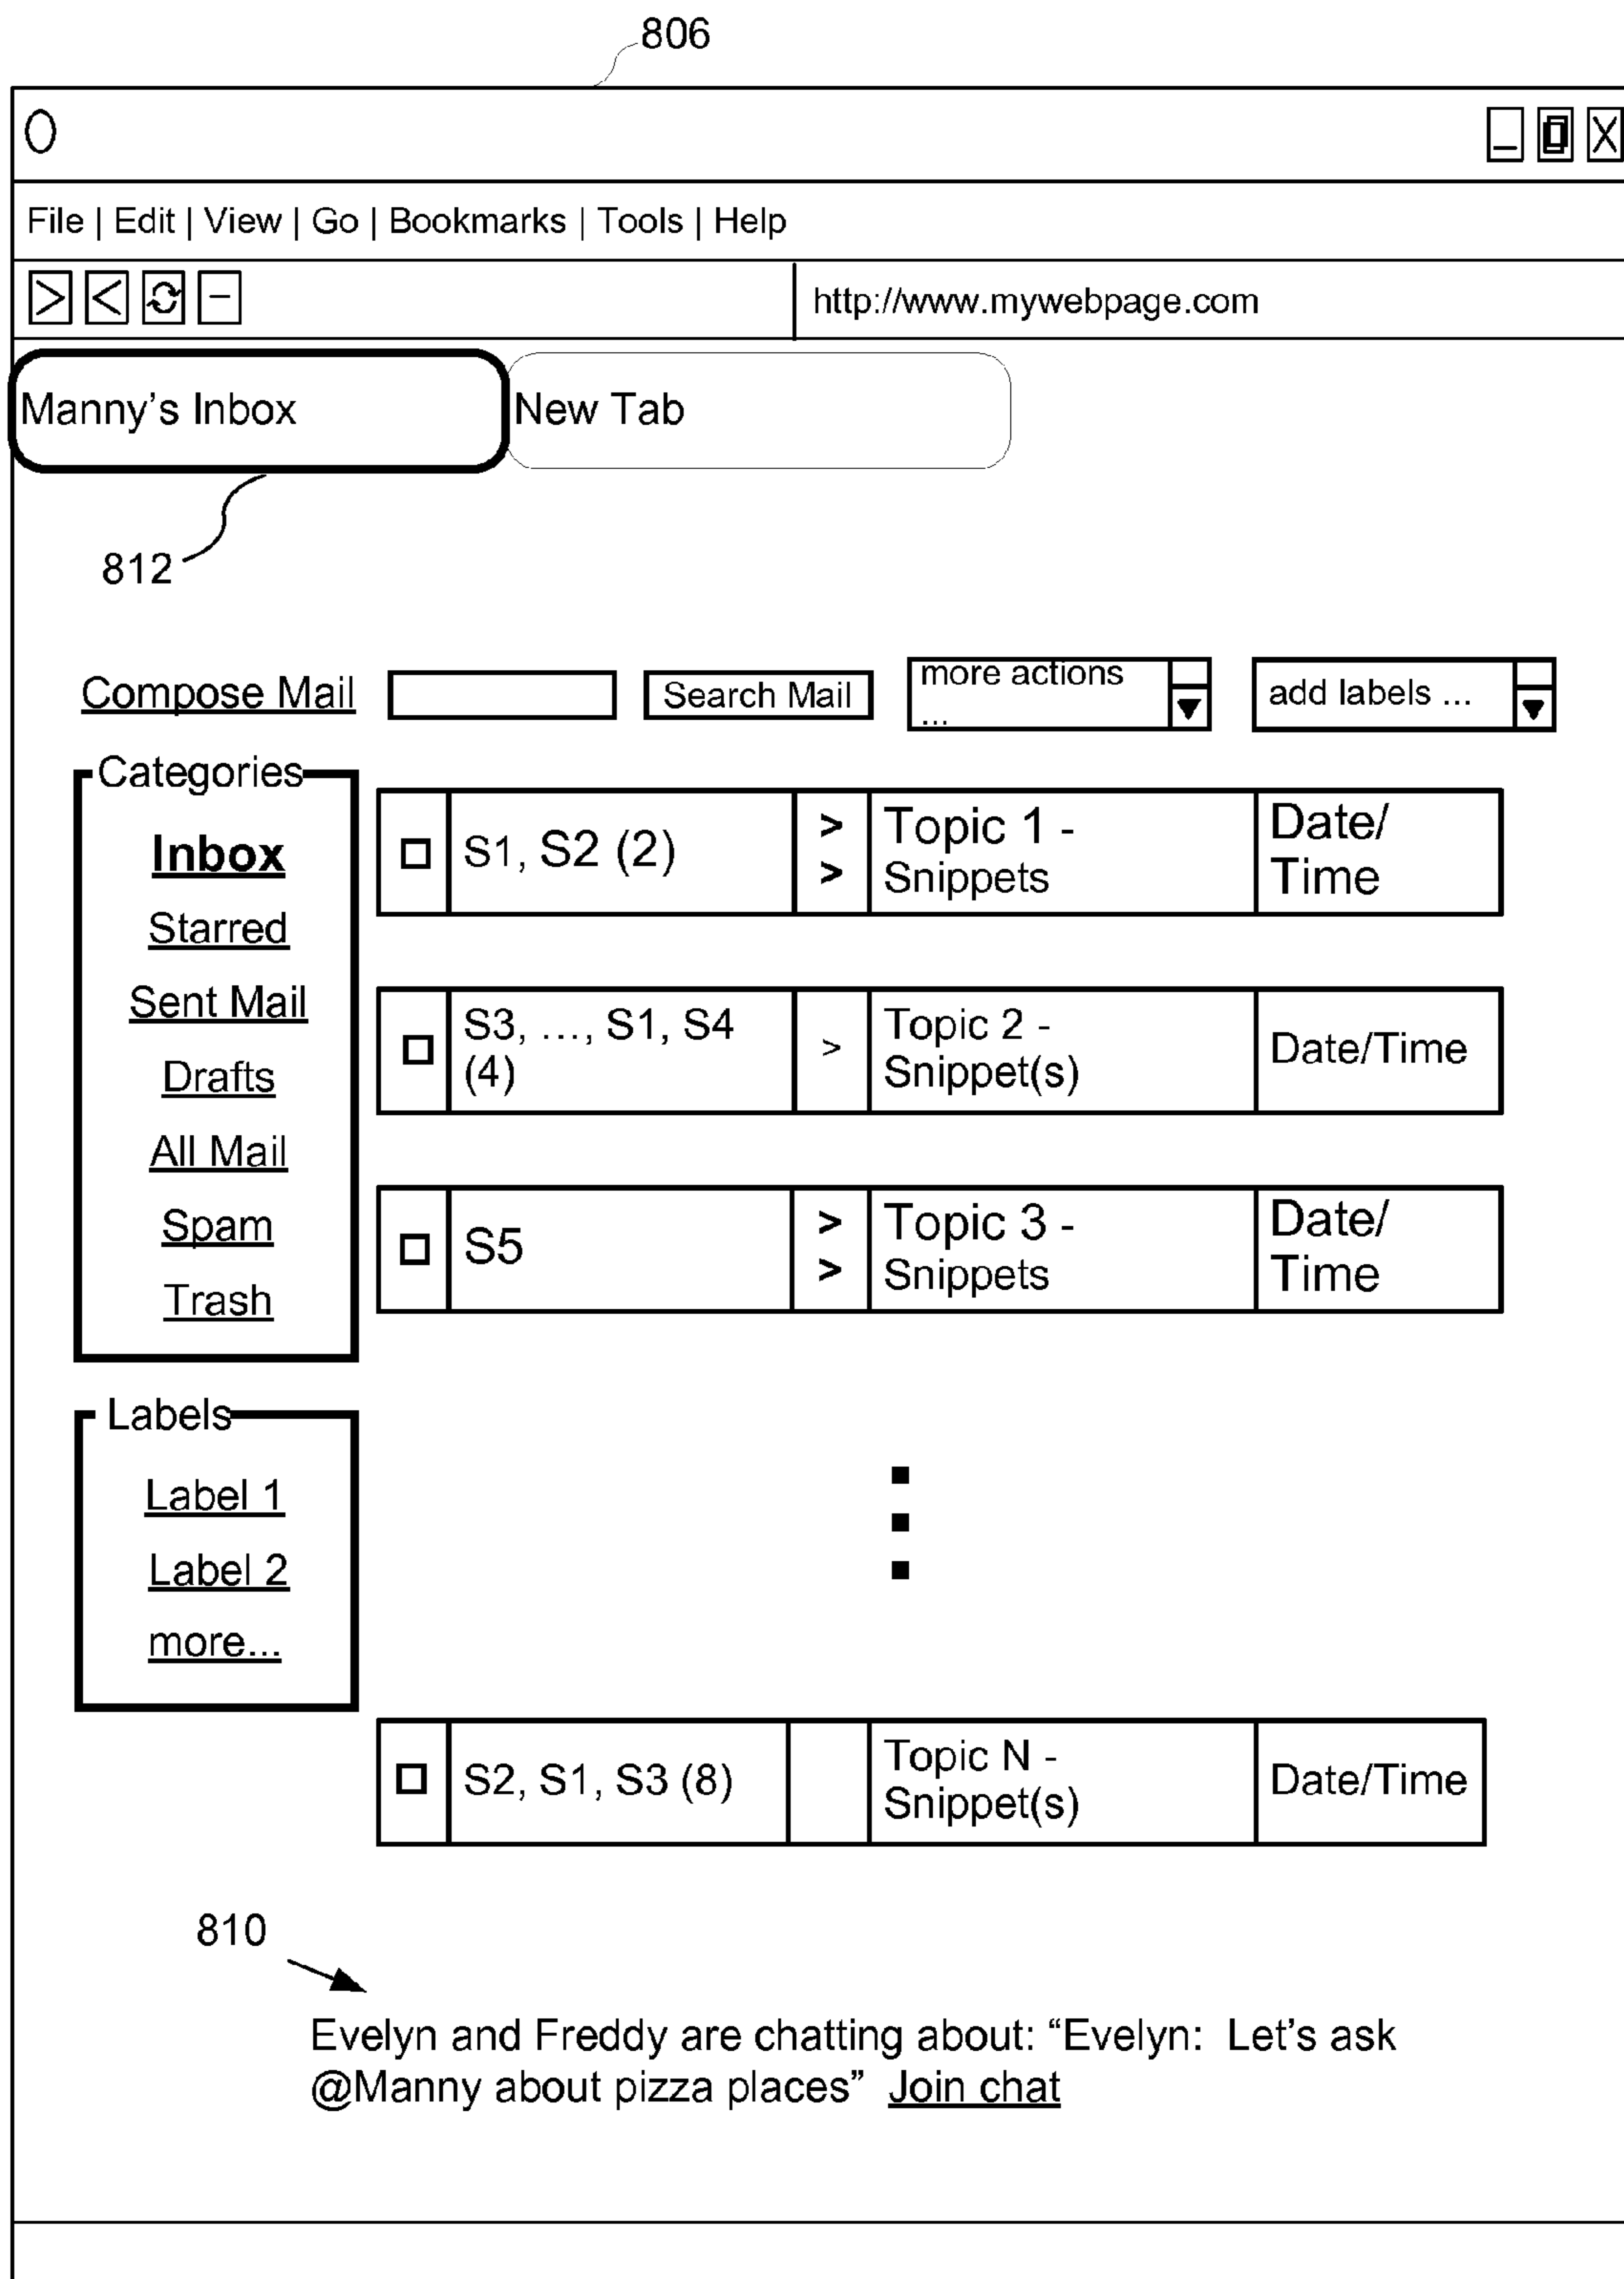 806
File | Edit | View | Go | Bookmarks | Tools | Help
http://www.mywebpage.com
Manny’s Inbox
New Tab
812
Compose Mail
Search Mail
more actions
...
add labels ...
Categories
Inbox
Starred
Sent Mail
Drafts
All Mail
Spam
Trash
Labels
Label 1
Label 2
more...
S1, S2 (2)
>
>
Topic 1 -
Snippets
Date/
Time
S3, ..., S1, S4
(4)
>
Topic 2 -
Snippet(s)
Date/Time
S5
>
>
Topic 3 -
Snippets
Date/
Time
S2, S1, S3 (8)
Topic N -
Snippet(s)
Date/Time
810
Evelyn and Freddy are chatting about: “Evelyn:  Let’s ask
@Manny about pizza places”  Join chat